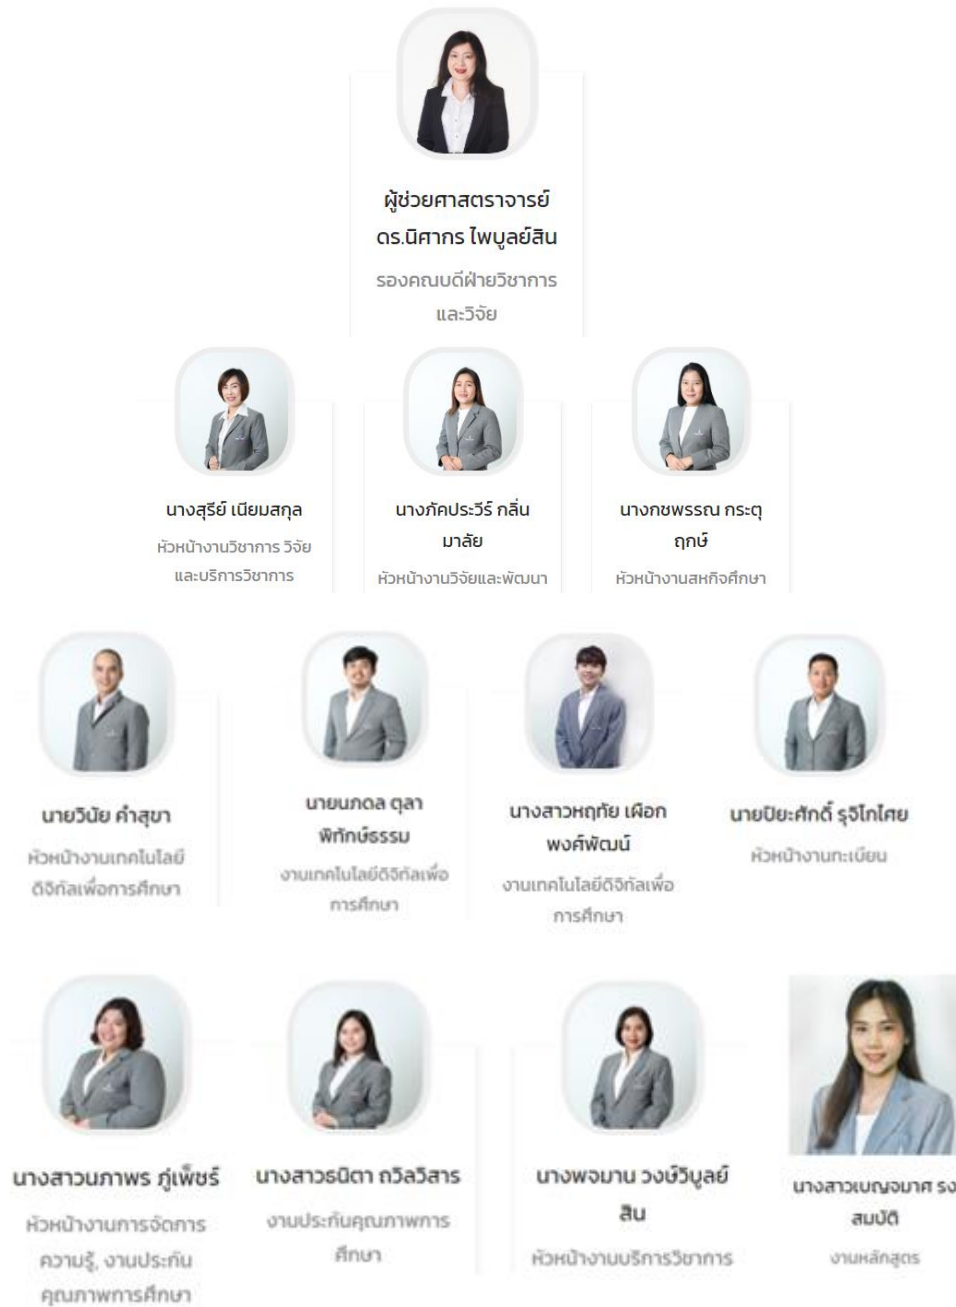 ผู้ช่วยศาสตราจารย์
ดร.นิศากร ไพบูลย์สิน
รองคณบดีฝ่ายวิชาการ
และวิจัย
นางสุรีย์ เนียมสกุล
หัวหน้างานวิชาการ วิจัย
และบริการวิชาการ
นางภัคประวีร์ กลิ่น
มาลัย
หัวหน้างานวิจัยและพัฒนา
นางกชพรรณ กระตุ
ฤกษ์
หัวหน้างานสหกิจศึกษา
นายวินัย คำสุขา
หัวหน้างานเทคโนโลยี
ดิจิทัลเพื่อการศึกษา
นายนภดล ตุลา
พิทักษ์ธรรม
งานเทคโนโลยีดิจิทัลเพื่อ
การศึกษา
นางสาวหฤทัย เผือก
พงศ์พัฒน์
งานเทคโนโลยีดิจิทัลเพื่อ
การศึกษา
นายปิยะศักดิ์ รุจิโกไศย
หัวหน้างานทะเบียน
นางสาวนภาพร ภู่เพ็ชร์
หัวหน้างานการจัดการ
ความรู้, งานประกัน
คุณภาพการศึกษา
นางสาวธนิตา ถวิลวิสาร
งานประกันคุณภาพการ
ศึกษา
นางพจมาน วงษ์วิบูลย์
สิน
หัวหน้างานบริการวิชาการ
นางสาวเบญจมาศ รง
สมบัติ
งานหลักสูตร